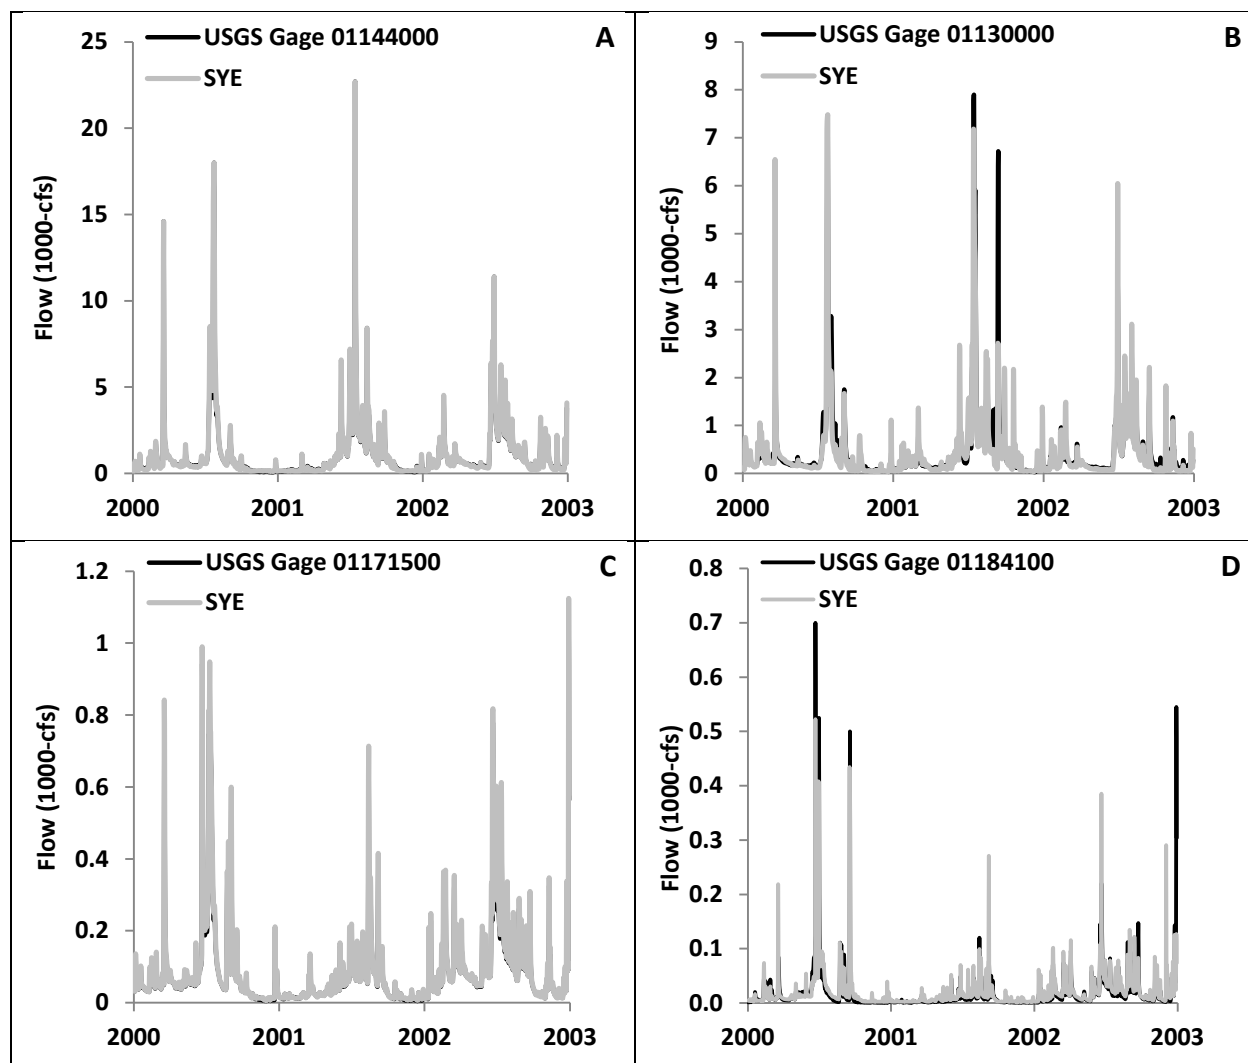 USGS Gage 01144000
SYE
A
Flow (1000-cfs)
25
20
15
10
5
0
2000 2001 2002 2003
USGS Gage 01130000
SYE
B
Flow (1000-cfs)
9
8
7
6
5
4
3
2
1
0
2000 2001 2002 2003
USGS Gage 01171500
SYE
C
Flow (1000-cfs)
1.2
1
0.8
0.6
0.4
0.2
0
2000 2001 2002 2003
USGS Gage 01184100
SYE
D
Flow (1000-cfs)
0.8
0.7
0.6
0.5
0.4
0.3
0.2
0.1
0.0
2000 2001 2002 2003